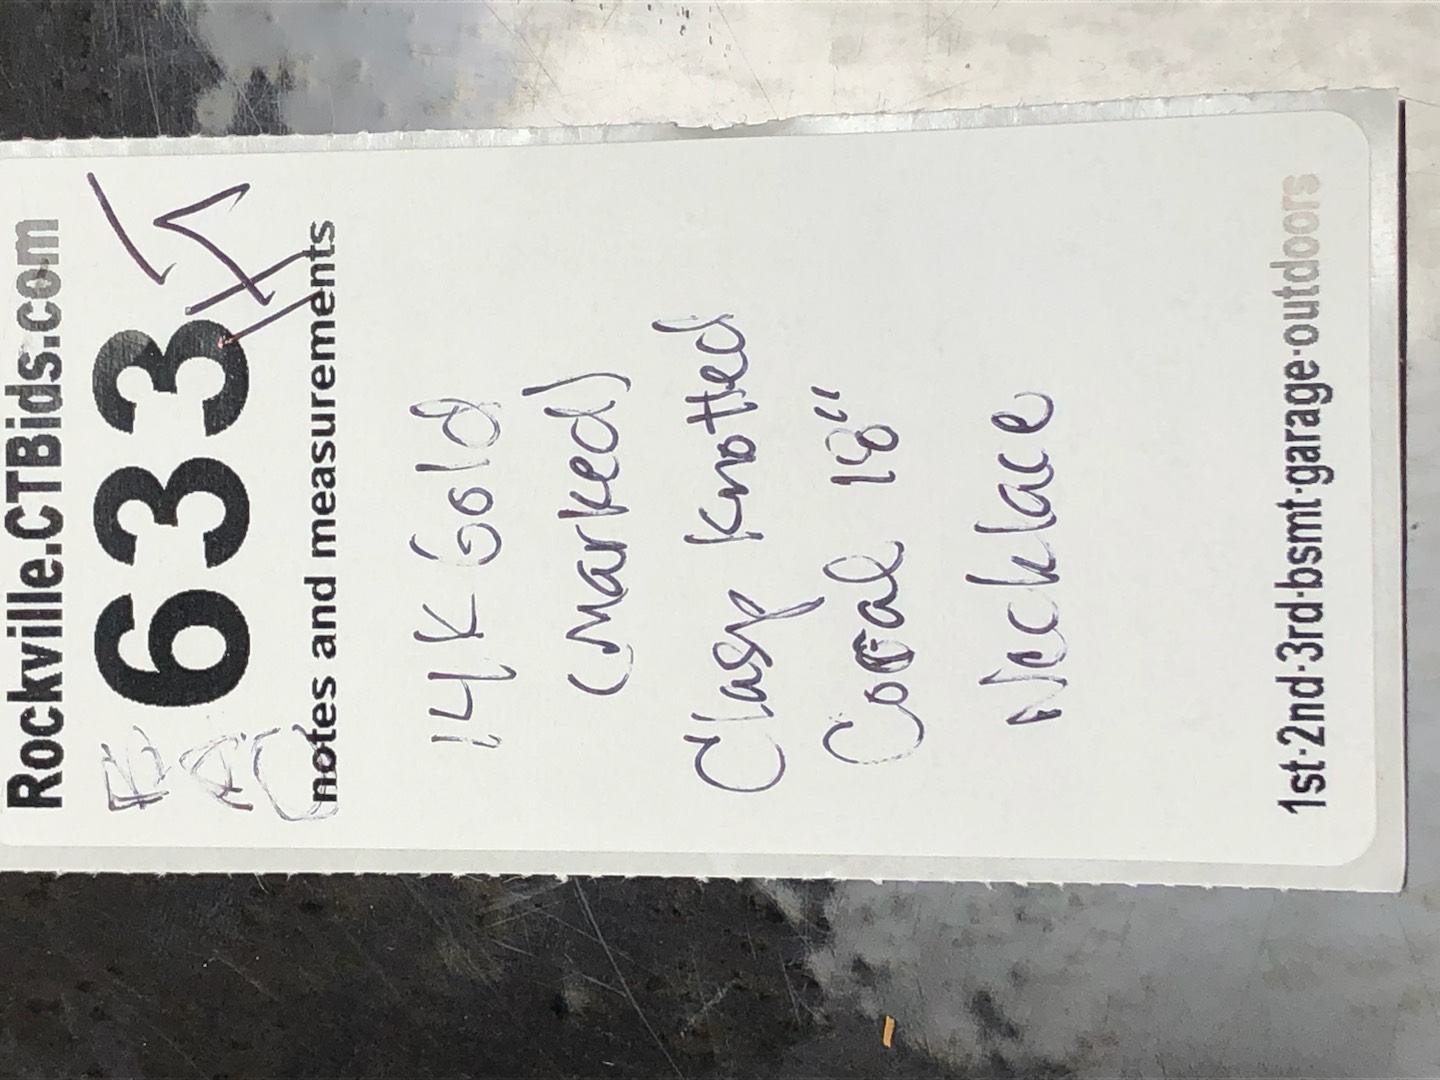 Rockville.CTBids.com
633
notes and measurements
14K Gold
(Marked)
Clasp Knotted
Coral 18"
Necklace
1st·2nd·3rd·bsmt·garage·outdoors